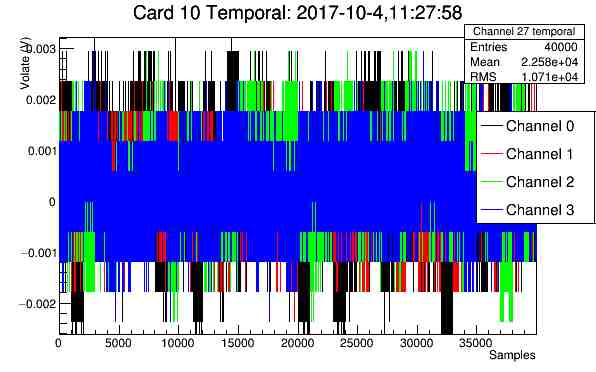 Card 10 Temporal: 2017-10-4,11:27:58
Volate (V)
Channel 27 temporal
Entries 40000
Mean 2.258e+04
RMS 1.071e+04
0.003
0.002
0.001
0
−0.001
−0.002
Channel 0
Channel 1
Channel 2
Channel 3
0 5000 10000 15000 20000 25000 30000 35000
Samples